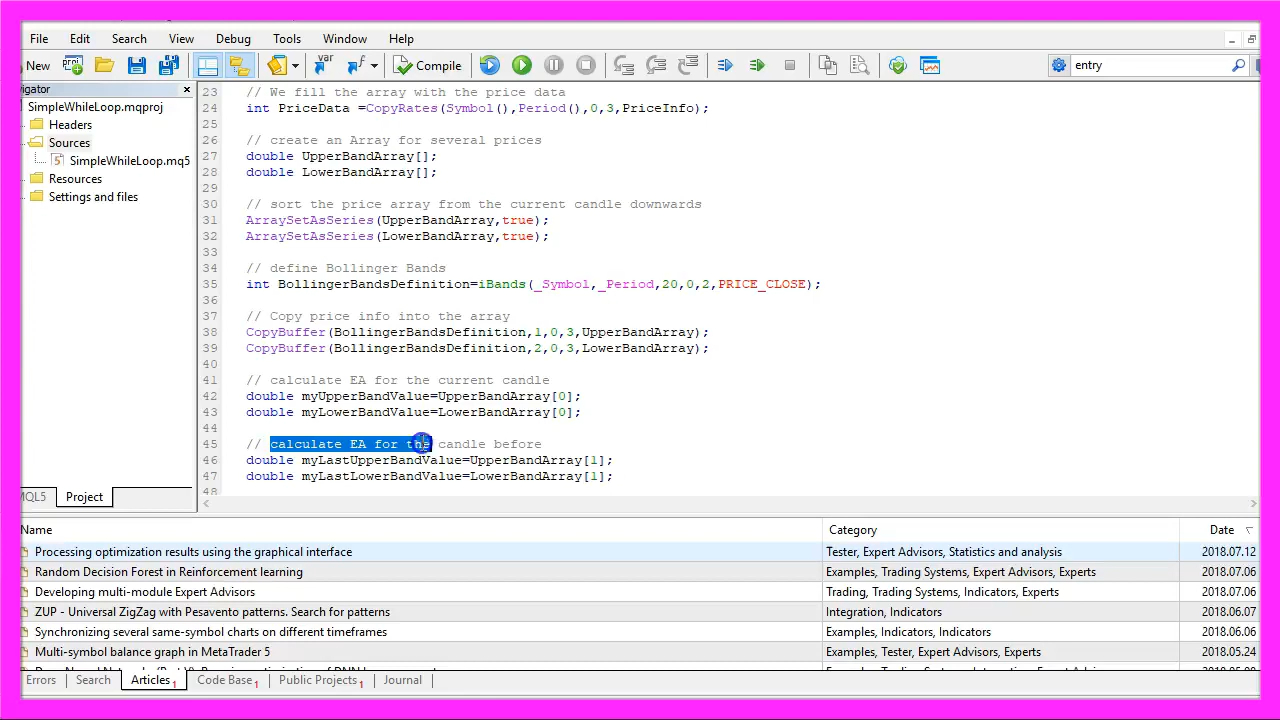 File Edit Search View Debug Tools Window Help
New Compile entry
vigator
SimpleWhileLoop.mqproj
Headers
Sources
SimpleWhileLoop.mq5
Resources
Settings and files
MQL5 Project
23 // We fill the array with the price data
24 int PriceData =CopyRates(Symbol(),Period(),0,3,PriceInfo);
25
26 // create an Array for several prices
27 double UpperBandArray[];
28 double LowerBandArray[];
29
30 // sort the price array from the current candle downwards
31 ArraySetAsSeries(UpperBandArray,true);
32 ArraySetAsSeries(LowerBandArray,true);
33
34 // define Bollinger Bands
35 int BollingerBandsDefinition=iBands(_Symbol,_Period,20,0,2,PRICE_CLOSE);
36
37 // Copy price info into the array
38 CopyBuffer(BollingerBandsDefinition,1,0,3,UpperBandArray);
39 CopyBuffer(BollingerBandsDefinition,2,0,3,LowerBandArray);
40
41 // calculate EA for the current candle
42 double myUpperBandValue=UpperBandArray[0];
43 double myLowerBandValue=LowerBandArray[0];
44
45 // calculate EA for the candle before
46 double myLastUpperBandValue=UpperBandArray[1];
47 double myLastLowerBandValue=LowerBandArray[1];
48
Name Category Date
Processing optimization results using the graphical interface Tester, Expert Advisors, Statistics and analysis 2018.07.12
Random Decision Forest in Reinforcement learning Examples, Trading Systems, Expert Advisors, Experts 2018.07.06
Developing multi-module Expert Advisors Trading, Trading Systems, Indicators, Experts 2018.07.06
ZUP - Universal ZigZag with Pesavento patterns. Search for patterns Integration, Indicators 2018.06.07
Synchronizing several same-symbol charts on different timeframes Examples, Indicators, Indicators 2018.06.06
Multi-symbol balance graph in MetaTrader 5 Examples, Tester, Expert Advisors, Experts 2018.05.24
Errors Search Articles 1 Code Base 1 Public Projects 1 Journal